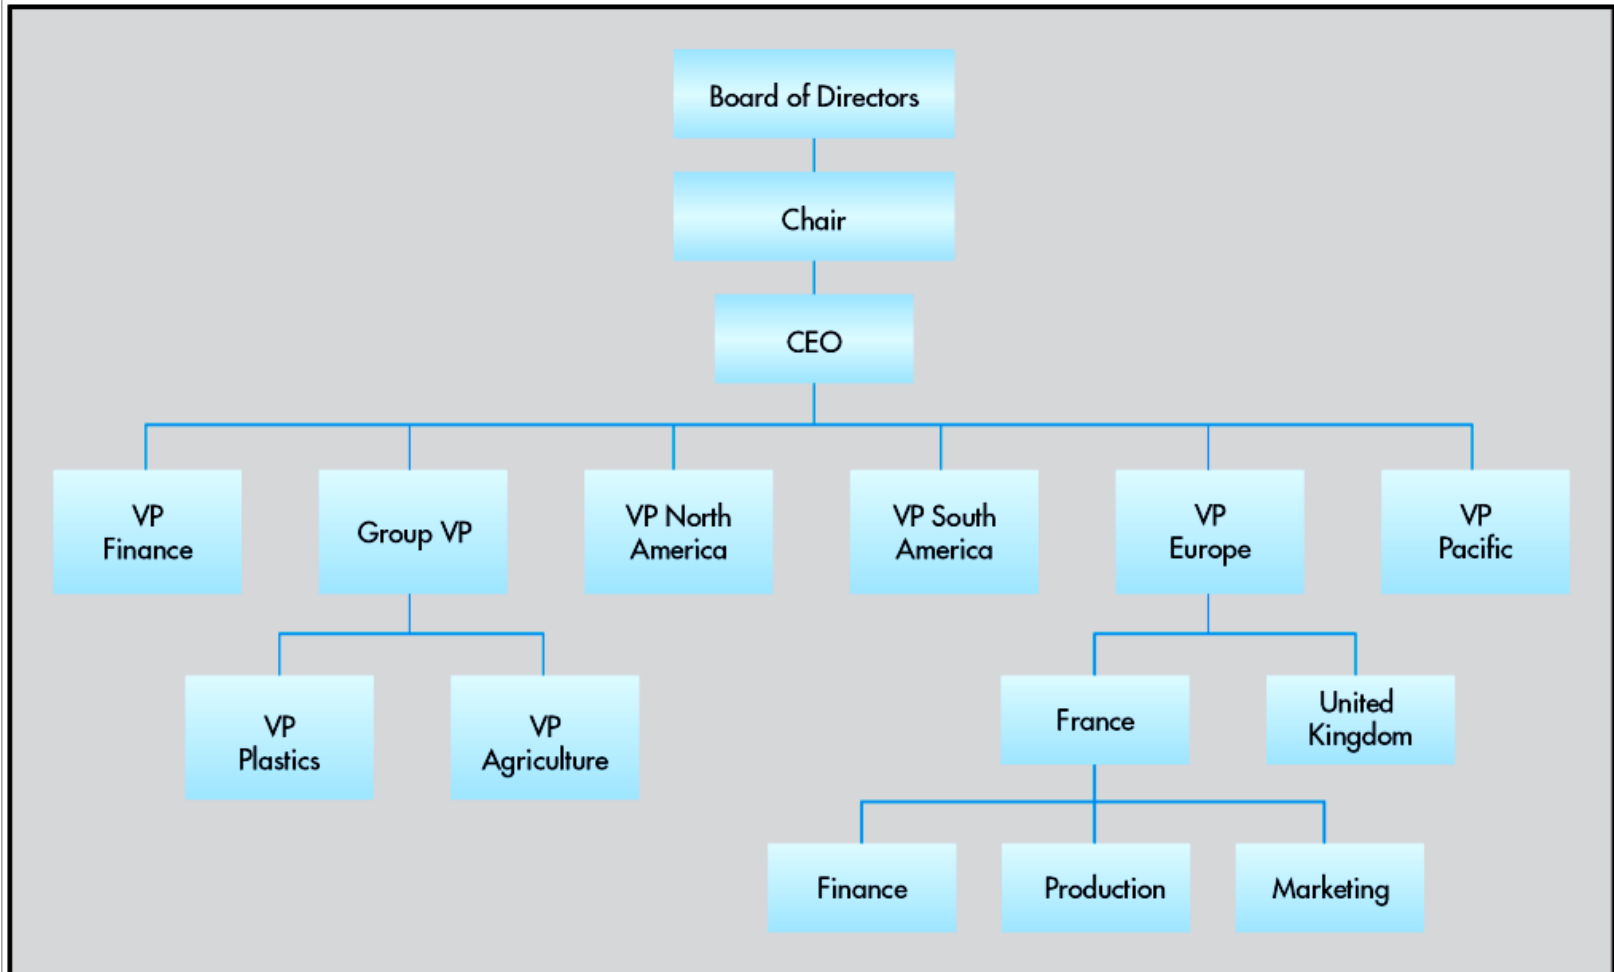 Board of Directors
Chair
CEO
VP
Finance
Group VP
VP North
America
VP South
America
VP
Europe
VP
Pacific
VP
Plastics
VP
Agriculture
France
United
Kingdom
Finance
Production
Marketing